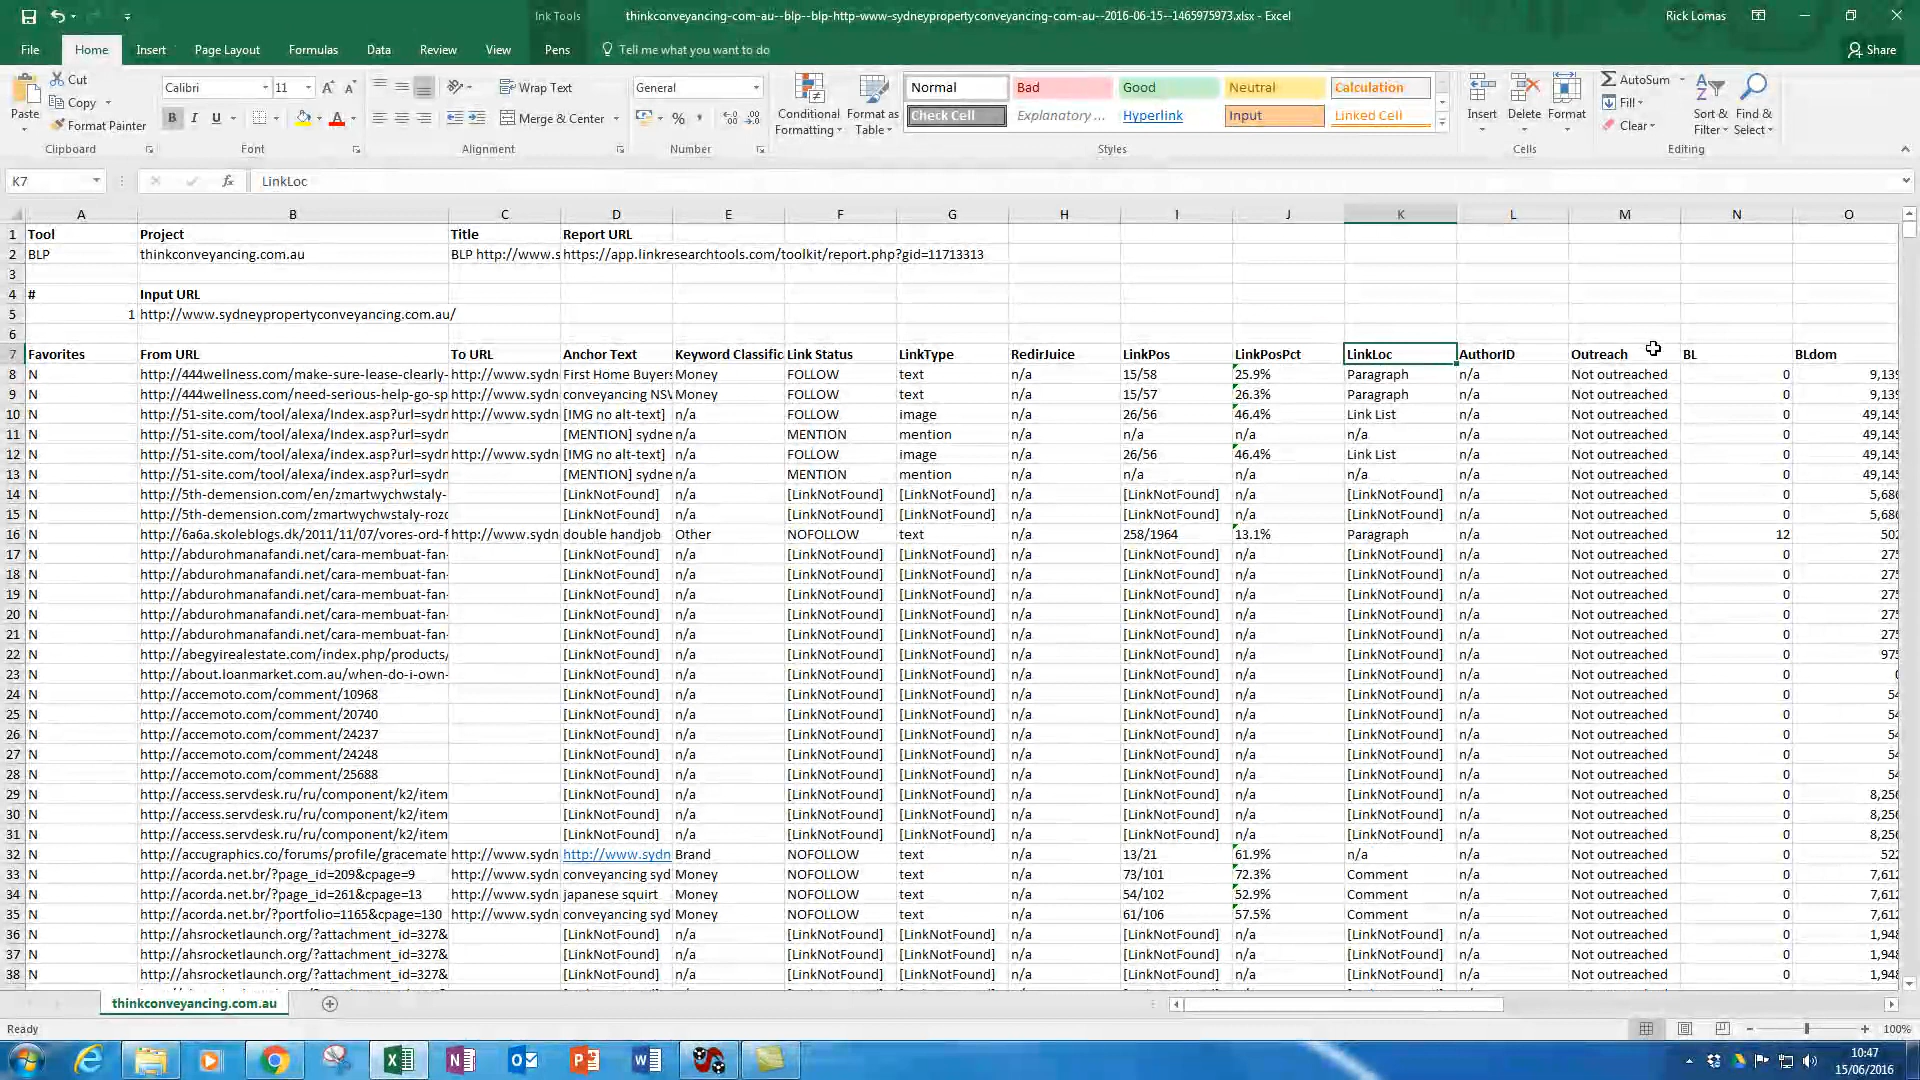 Ink Tools
thinkconveyancing-com-au--blp--blp-http-www-sydneypropertyconveyancing-com-au--2016-06-15--1465975973.xlsx - Excel
Rick Lomas
File Home Insert Page Layout Formulas Data Review View Pens Tell me what you want to do Share
Cut
Copy
Format Painter
Paste
Clipboard
Calibri 11
B I U
Font
Wrap Text
Merge & Center
Alignment
General
%
Number
Conditional Formatting
Format as Table
Normal Bad Good Neutral Calculation
Check Cell Explanatory ... Hyperlink Input Linked Cell
Styles
Insert Delete Format
Cells
AutoSum
Fill
Clear
Sort & Filter
Find & Select
Editing
K7 fx LinkLoc
A B C D E F G H I J K L M N O
1 Tool Project Title Report URL
2 BLP thinkconveyancing.com.au BLP http://www.s https://app.linkresearchtools.com/toolkit/report.php?gid=11713313
3
4 # Input URL
5 1 http://www.sydneypropertyconveyancing.com.au/
6
7 Favorites From URL To URL Anchor Text Keyword Classific Link Status LinkType RedirJuice LinkPos LinkPosPct LinkLoc AuthorID Outreach BL BLdom
8 N http://444wellness.com/make-sure-lease-clearly- http://www.sydn First Home Buyers Money FOLLOW text n/a 15/58 25.9% Paragraph n/a Not outreached 0 9,139
9 N http://444wellness.com/need-serious-help-go-sp http://www.sydn conveyancing NSV Money FOLLOW text n/a 15/57 26.3% Paragraph n/a Not outreached 0 9,139
10 N http://51-site.com/tool/alexa/Index.asp?url=sydn http://www.sydn [IMG no alt-text] n/a FOLLOW image n/a 26/56 46.4% Link List n/a Not outreached 0 49,145
11 N http://51-site.com/tool/alexa/Index.asp?url=sydn [MENTION] sydne n/a MENTION mention n/a n/a n/a n/a n/a Not outreached 0 49,145
12 N http://51-site.com/tool/alexa/index.asp?url=sydn http://www.sydn [IMG no alt-text] n/a FOLLOW image n/a 26/56 46.4% Link List n/a Not outreached 0 49,145
13 N http://51-site.com/tool/alexa/index.asp?url=sydn [MENTION] sydne n/a MENTION mention n/a n/a n/a n/a n/a Not outreached 0 49,145
14 N http://5th-demension.com/en/zmartwychwstaly- [LinkNotFound] n/a [LinkNotFound] [LinkNotFound] n/a [LinkNotFound] n/a [LinkNotFound] n/a Not outreached 0 5,686
15 N http://5th-demension.com/zmartwychwstaly-rozc [LinkNotFound] n/a [LinkNotFound] [LinkNotFound] n/a [LinkNotFound] n/a [LinkNotFound] n/a Not outreached 0 5,686
16 N http://6a6a.skoleblogs.dk/2011/11/07/vores-ord-f http://www.sydn double handjob Other NOFOLLOW text n/a 258/1964 13.1% Paragraph n/a Not outreached 12 502
17 N http://abdurohmanafandi.net/cara-membuat-fan- [LinkNotFound] n/a [LinkNotFound] [LinkNotFound] n/a [LinkNotFound] n/a [LinkNotFound] n/a Not outreached 0 275
18 N http://abdurohmanafandi.net/cara-membuat-fan- [LinkNotFound] n/a [LinkNotFound] [LinkNotFound] n/a [LinkNotFound] n/a [LinkNotFound] n/a Not outreached 0 275
19 N http://abdurohmanafandi.net/cara-membuat-fan- [LinkNotFound] n/a [LinkNotFound] [LinkNotFound] n/a [LinkNotFound] n/a [LinkNotFound] n/a Not outreached 0 275
20 N http://abdurohmanafandi.net/cara-membuat-fan- [LinkNotFound] n/a [LinkNotFound] [LinkNotFound] n/a [LinkNotFound] n/a [LinkNotFound] n/a Not outreached 0 275
21 N http://abdurohmanafandi.net/cara-membuat-fan- [LinkNotFound] n/a [LinkNotFound] [LinkNotFound] n/a [LinkNotFound] n/a [LinkNotFound] n/a Not outreached 0 275
22 N http://abegyirealestate.com/index.php/products/ [LinkNotFound] n/a [LinkNotFound] [LinkNotFound] n/a [LinkNotFound] n/a [LinkNotFound] n/a Not outreached 0 975
23 N http://about.loanmarket.com.au/when-do-i-own- [LinkNotFound] n/a [LinkNotFound] [LinkNotFound] n/a [LinkNotFound] n/a [LinkNotFound] n/a Not outreached 0 0
24 N http://accemoto.com/comment/10968 [LinkNotFound] n/a [LinkNotFound] [LinkNotFound] n/a [LinkNotFound] n/a [LinkNotFound] n/a Not outreached 0 54
25 N http://accemoto.com/comment/20740 [LinkNotFound] n/a [LinkNotFound] [LinkNotFound] n/a [LinkNotFound] n/a [LinkNotFound] n/a Not outreached 0 54
26 N http://accemoto.com/comment/24237 [LinkNotFound] n/a [LinkNotFound] [LinkNotFound] n/a [LinkNotFound] n/a [LinkNotFound] n/a Not outreached 0 54
27 N http://accemoto.com/comment/24248 [LinkNotFound] n/a [LinkNotFound] [LinkNotFound] n/a [LinkNotFound] n/a [LinkNotFound] n/a Not outreached 0 54
28 N http://accemoto.com/comment/25688 [LinkNotFound] n/a [LinkNotFound] [LinkNotFound] n/a [LinkNotFound] n/a [LinkNotFound] n/a Not outreached 0 54
29 N http://access.servdesk.ru/ru/component/k2/item [LinkNotFound] n/a [LinkNotFound] [LinkNotFound] n/a [LinkNotFound] n/a [LinkNotFound] n/a Not outreached 0 8,256
30 N http://access.servdesk.ru/ru/component/k2/item [LinkNotFound] n/a [LinkNotFound] [LinkNotFound] n/a [LinkNotFound] n/a [LinkNotFound] n/a Not outreached 0 8,256
31 N http://access.servdesk.ru/ru/component/k2/item [LinkNotFound] n/a [LinkNotFound] [LinkNotFound] n/a [LinkNotFound] n/a [LinkNotFound] n/a Not outreached 0 8,256
32 N http://accugraphics.co/forums/profile/gracemate http://www.sydn http://www.sydn Brand NOFOLLOW text n/a 13/21 61.9% n/a n/a Not outreached 0 522
33 N http://acorda.net.br/?page_id=209&cpage=9 http://www.sydn conveyancing syd Money NOFOLLOW text n/a 73/101 72.3% Comment n/a Not outreached 0 7,612
34 N http://acorda.net.br/?page_id=261&cpage=13 http://www.sydn japanese squirt Money NOFOLLOW text n/a 54/102 52.9% Comment n/a Not outreached 0 7,612
35 N http://acorda.net.br/?portfolio=1165&cpage=130 http://www.sydn conveyancing syd Money NOFOLLOW text n/a 61/106 57.5% Comment n/a Not outreached 0 7,612
36 N http://ahsrocketlaunch.org/?attachment_id=327& [LinkNotFound] n/a [LinkNotFound] [LinkNotFound] n/a [LinkNotFound] n/a [LinkNotFound] n/a Not outreached 0 1,948
37 N http://ahsrocketlaunch.org/?attachment_id=327& [LinkNotFound] n/a [LinkNotFound] [LinkNotFound] n/a [LinkNotFound] n/a [LinkNotFound] n/a Not outreached 0 1,948
38 N http://ahsrocketlaunch.org/?attachment_id=327& [LinkNotFound] n/a [LinkNotFound] [LinkNotFound] n/a [LinkNotFound] n/a [LinkNotFound] n/a Not outreached 0 1,948
thinkconveyancing.com.au
Ready 100%
10:47
15/06/2016